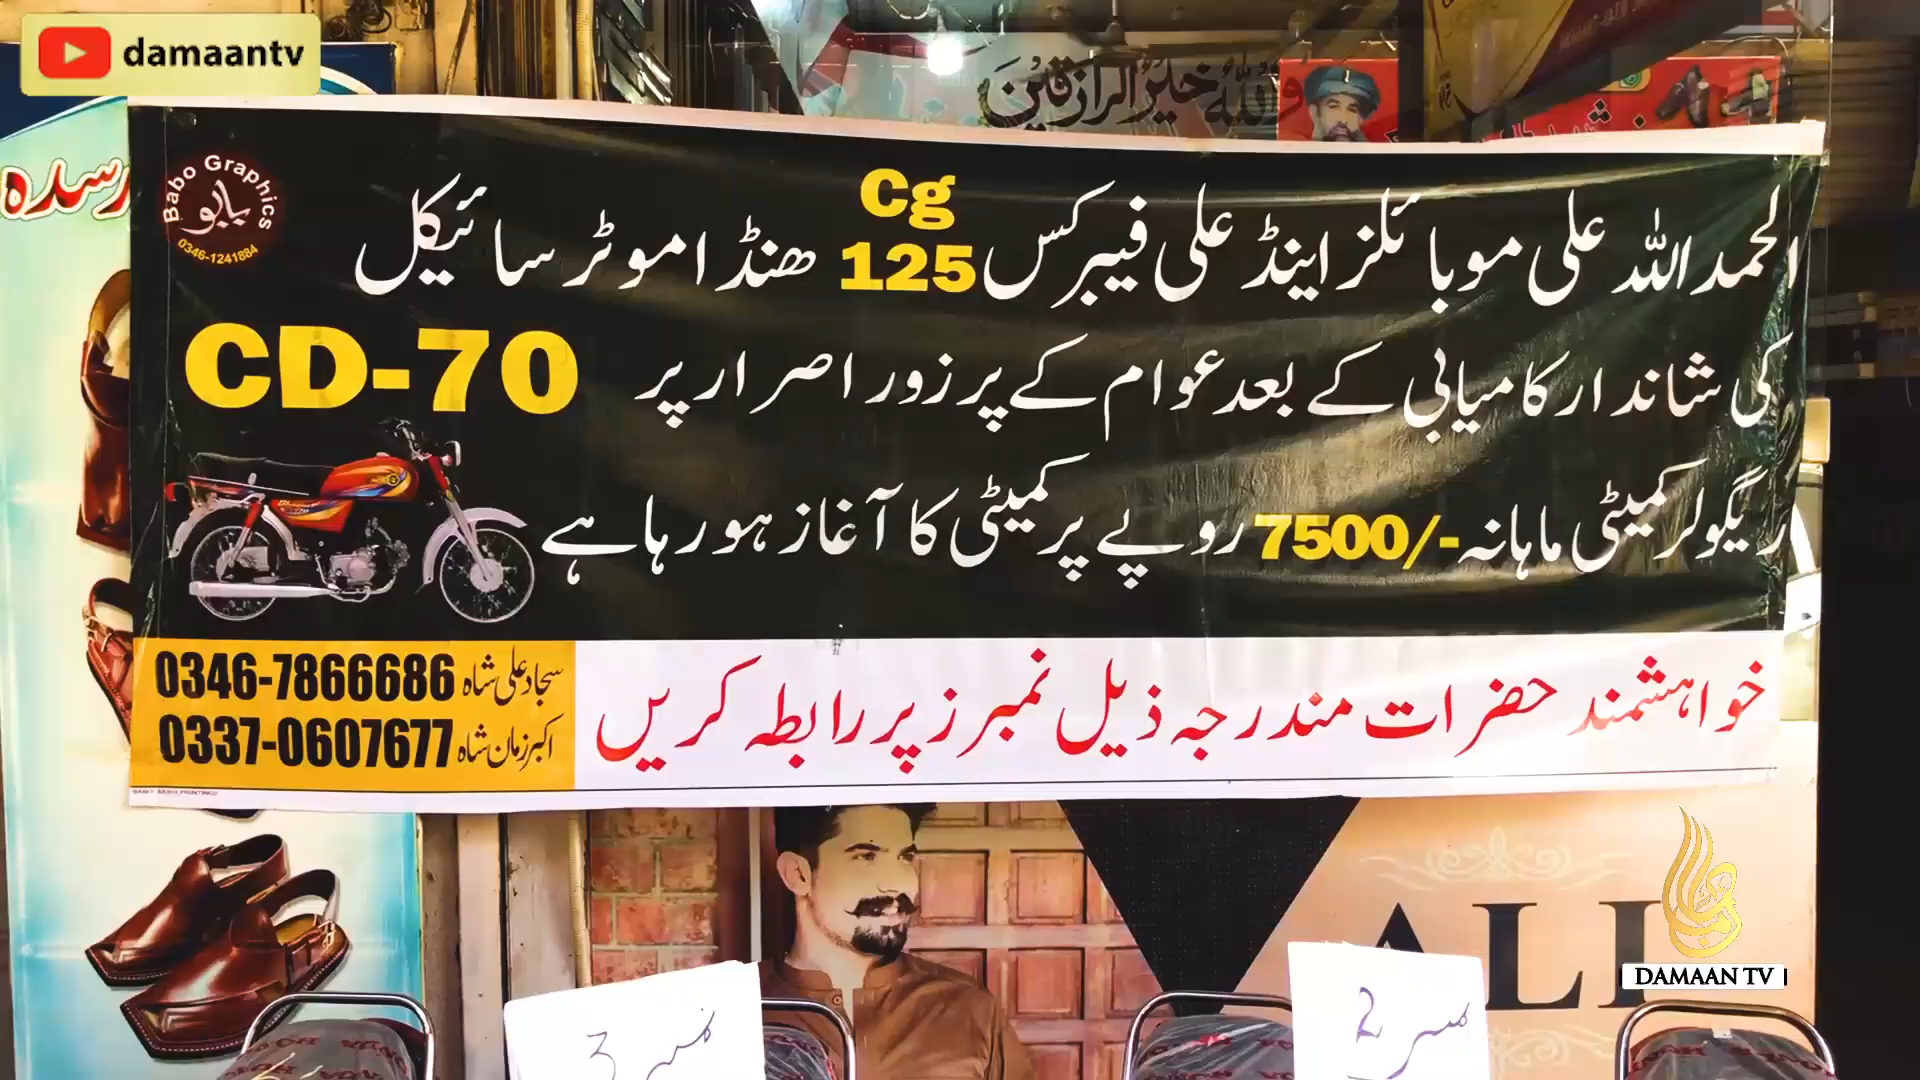 damaantv
واللہ خیر الرازقین
رسدہ
Babo Graphics
بابو
0346-1241884
الحمداللہ علی موبائلز اینڈ علی فیبرکس Cg 125 ھنڈا موٹر سائیکل
کی شاندار کامیابی کے بعد عوام کے پر زور اصرار پر CD-70
ریگولر کمیٹی ماہانہ 7500/- روپے پر کمیٹی کا آغاز ہو رہا ہے
خواہشمند حضرات مندرجہ ذیل نمبرز پر رابطہ کریں
سجاد علی شاہ 0346-7866686
اکبر زمان شاہ 0337-0607677
ALI
DAMAAN TV
نمبر 2
نمبر 3